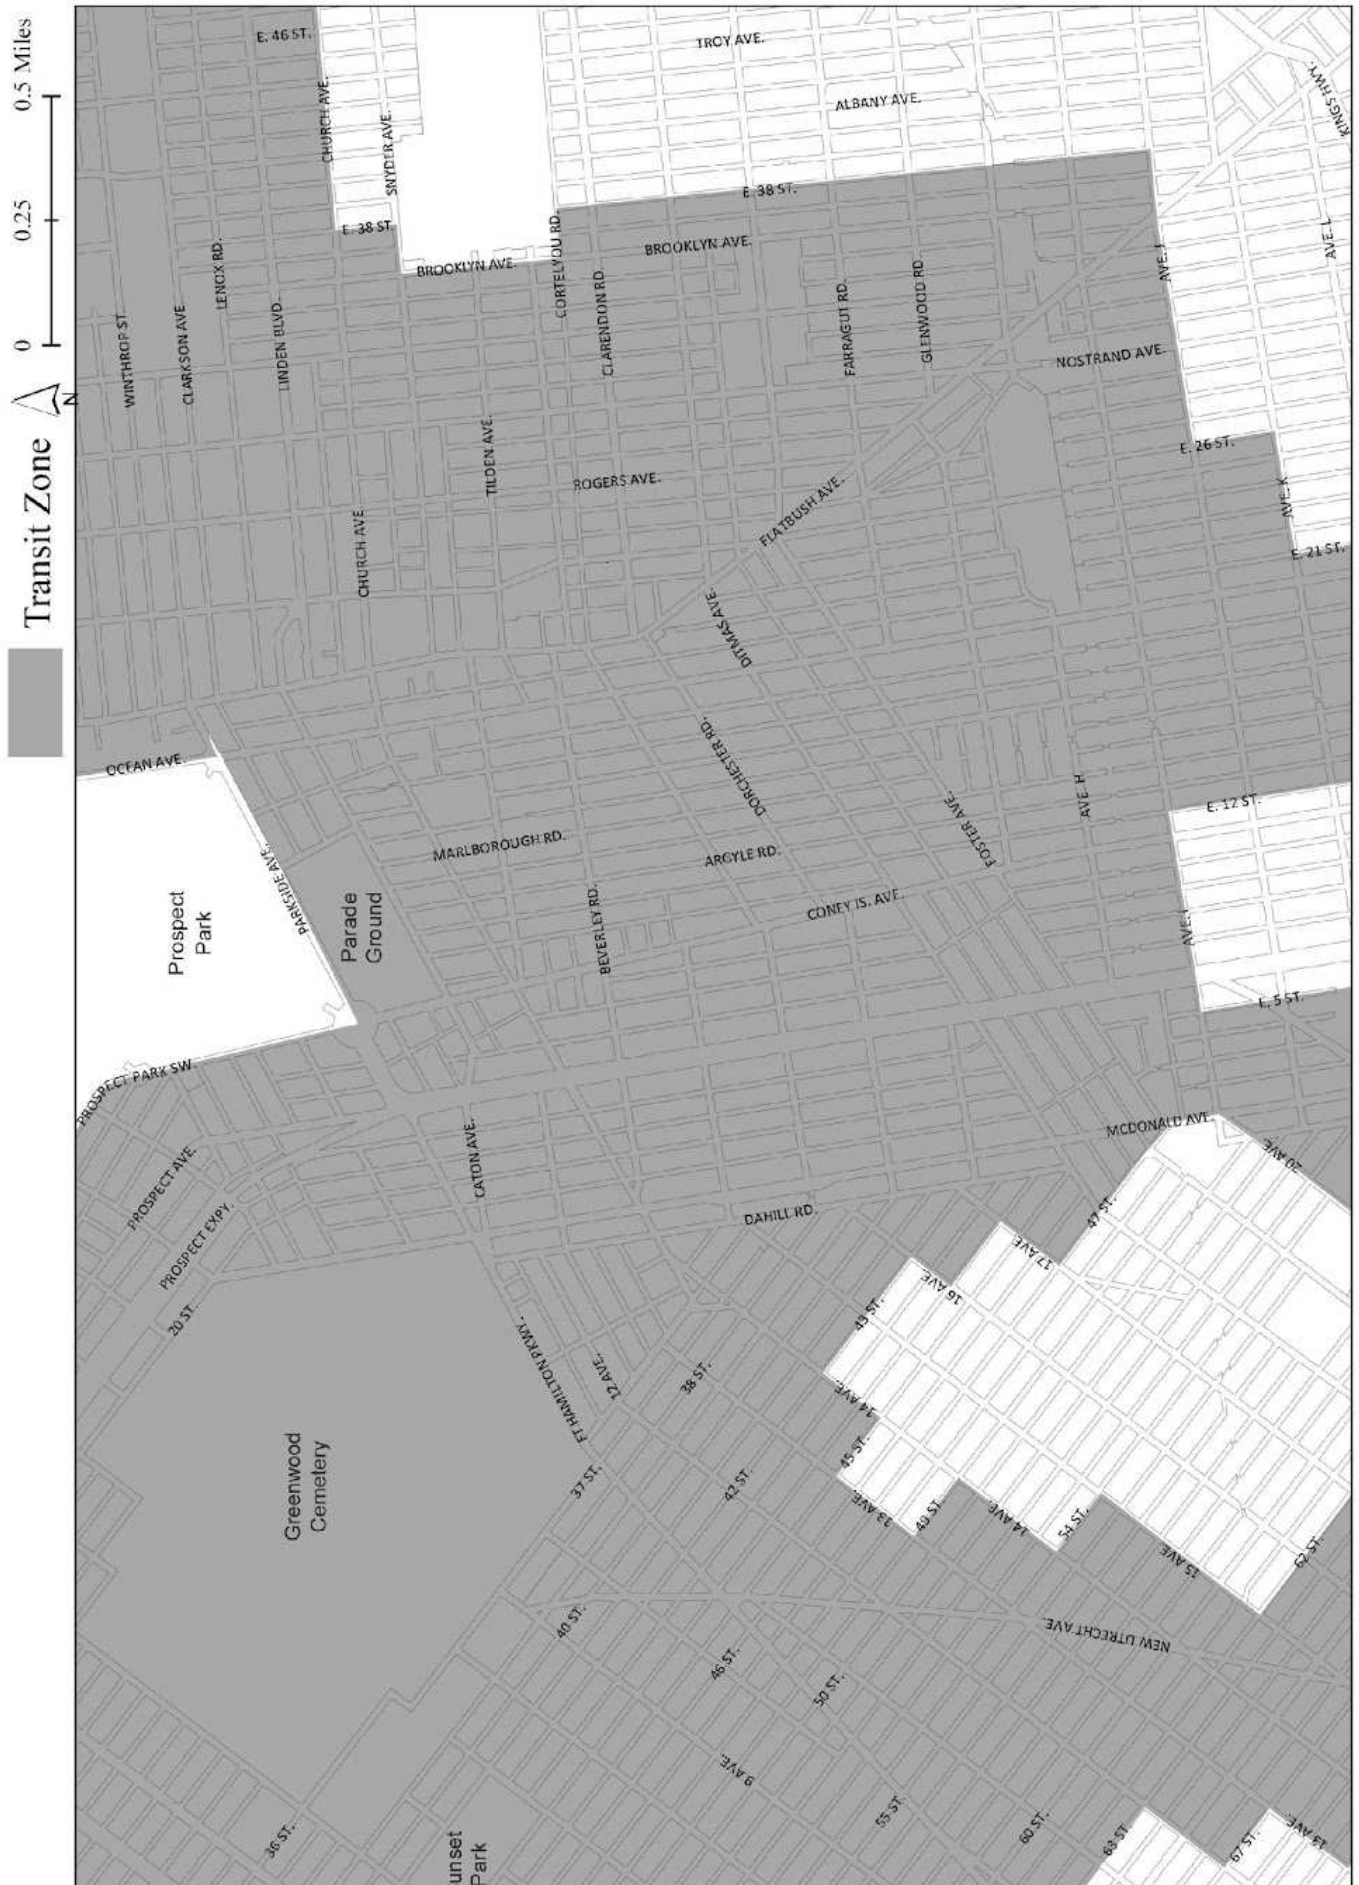 Transit Zone
N
0 0.25 0.5 Miles
E. 46 ST.
TROY AVE.
ALBANY AVE.
KINGS HWY.
CHURCH AVE.
SNYDER AVE.
E. 38 ST.
E. 38 ST.
BROOKLYN AVE.
BROOKLYN AVE.
CORTELYOU RD.
CLARENDON RD.
LENOX RD.
WINTHROP ST.
CLARKSON AVE.
LINDEN BLVD.
FARRAGUT RD.
GLENWOOD RD.
AVE. J
AVE. L
NOSTRAND AVE.
E. 26 ST.
AVE. K
E. 21 ST.
TILDEN AVE.
ROGERS AVE.
CHURCH AVE.
FLATBUSH AVE.
DITMAS AVE.
DORCHESTER RD.
OCEAN AVE.
AVE. H
E. 12 ST.
FOSTER AVE.
MARLBOROUGH RD.
ARGYLE RD.
PARKSIDE AVE.
Prospect
Park
Parade
Ground
BEVERLEY RD.
CONEY IS. AVE.
AVE. I
E. 5 ST.
PROSPECT PARK SW.
PROSPECT AVE.
PROSPECT EXPY.
CATON AVE.
MCDONALD AVE.
20 AVE.
DAHILL RD.
47 ST.
17 AVE.
16 AVE.
43 ST.
20 ST.
FT HAMILTON PKWY.
12 AVE.
38 ST.
14 AVE.
45 ST.
Greenwood
Cemetery
37 ST.
42 ST.
13 AVE.
49 ST.
14 AVE.
54 ST.
15 AVE.
62 ST.
40 ST.
46 ST.
50 ST.
NEW UTRECHT AVE.
9 AVE.
55 ST.
60 ST.
63 ST.
67 ST.
13 AVE.
36 ST.
unset
Park